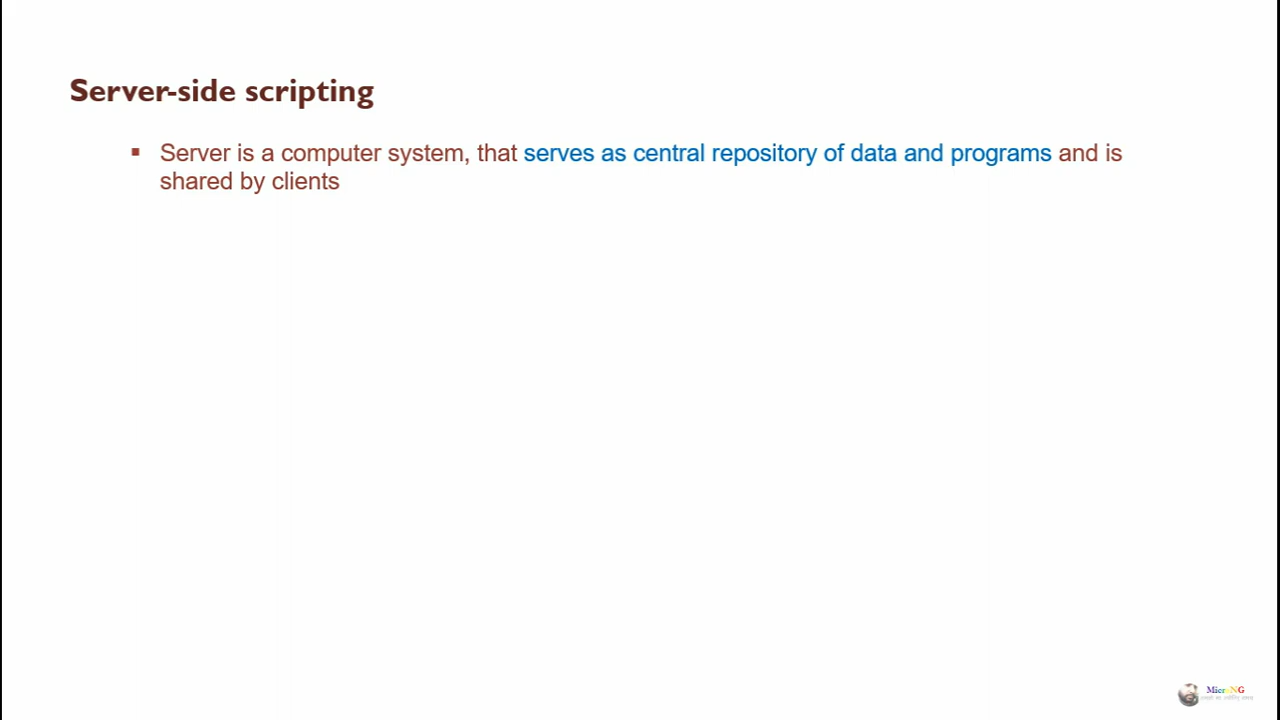 Server-side scripting
▪ Server is a computer system, that serves as central repository of data and programs and is
shared by clients
MicroNG